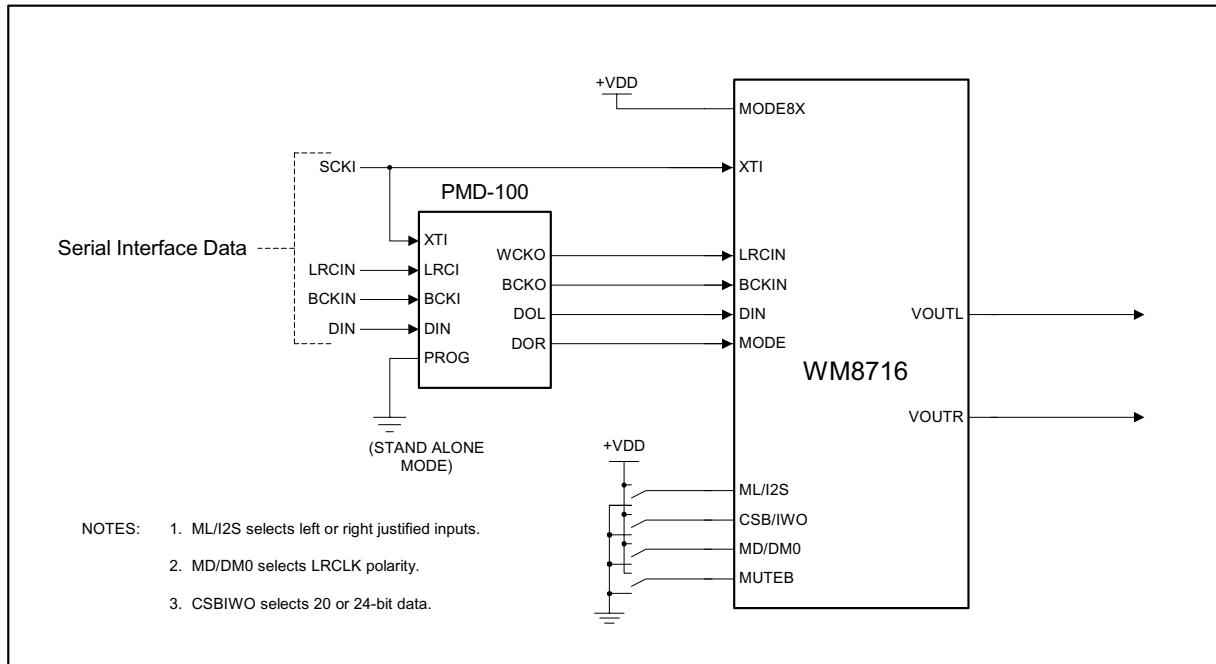 +VDD
MODE8X
SCKI
XTI
PMD-100
XTI
Serial Interface Data
WCKO
LRCIN
LRCIN
LRCI
BCKO
BCKIN
BCKIN
BCKI
DOL
DIN
VOUTL
DIN
DIN
DOR
MODE
PROG
WM8716
VOUTR
(STAND ALONE
MODE)
+VDD
ML/I2S
CSB/IWO
MD/DM0
MUTEB
NOTES: 1. ML/I2S selects left or right justified inputs.
2. MD/DM0 selects LRCLK polarity.
3. CSBIWO selects 20 or 24-bit data.